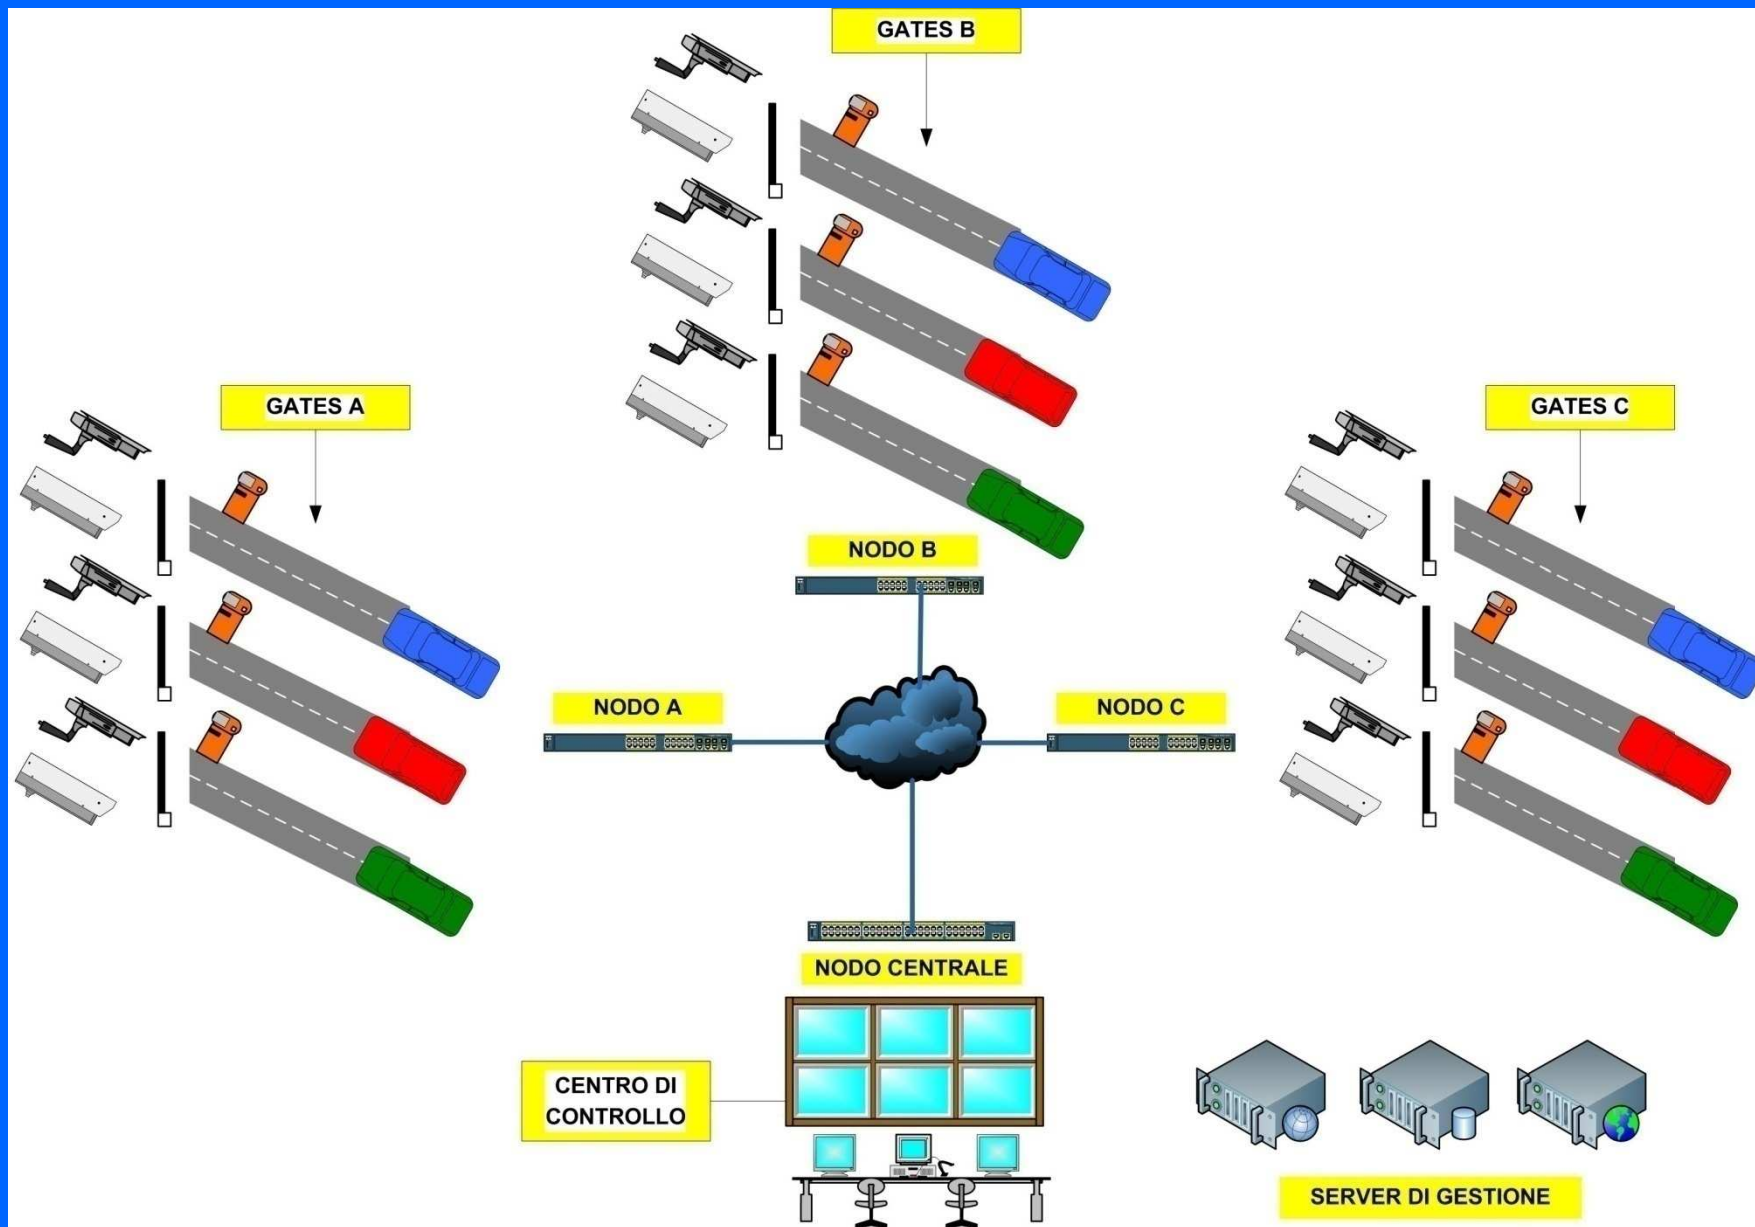 GATES B
GATES A
GATES C
NODO B
NODO A
NODO C
NODO CENTRALE
CENTRO DI
CONTROLLO
SERVER DI GESTIONE